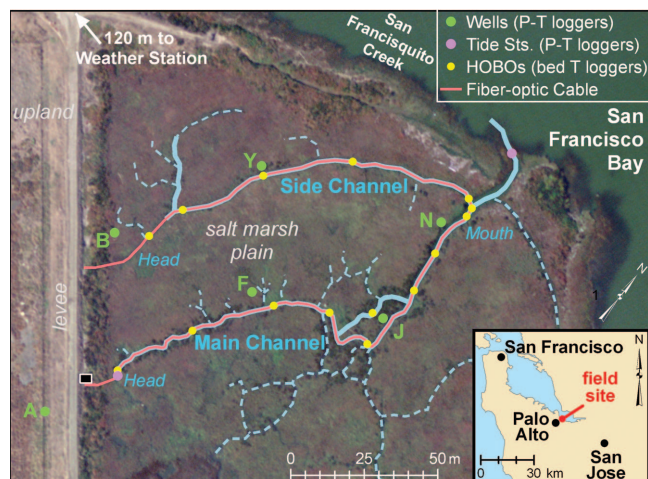 120 m to
Weather Station
San
Francisquito
Creek
Wells (P-T loggers)
Tide Sts. (P-T loggers)
HOBOs (bed T loggers)
Fiber-optic Cable
upland
San
Francisco
Bay
Y
Side Channel
B
Head
salt marsh
plain
N
Mouth
F
levee
Main Channel
J
Head
A
1
N
0
25
50 m
San Francisco
N
field
site
Palo
Alto
San
Jose
0
30 km